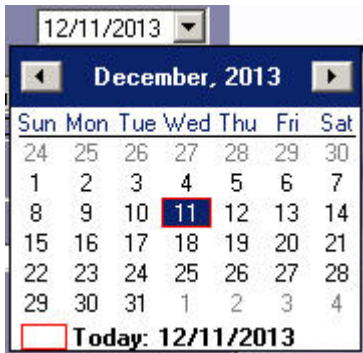 12/11/2013
December, 2013
Sun Mon Tue Wed Thu Fri Sat
24 25 26 27 28 29 30
1 2 3 4 5 6 7
8 9 10 11 12 13 14
15 16 17 18 19 20 21
22 23 24 25 26 27 28
29 30 31 1 2 3 4
Today: 12/11/2013